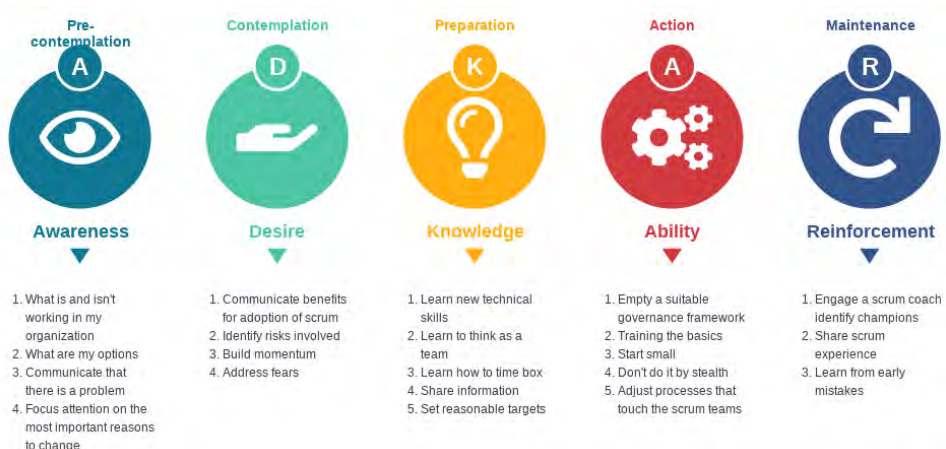 Pre-
contemplation
A
Awareness
1. What is and isn't
working in my
organization
2. What are my options
3. Communicate that
there is a problem
4. Focus attention on the
most important reasons
to change
Contemplation
D
Desire
1. Communicate benefits
for adoption of scrum
2. Identify risks involved
3. Build momentum
4. Address fears
Preparation
K
Knowledge
1. Learn new technical
skills
2. Learn to think as a
team
3. Learn how to time box
4. Share information
5. Set reasonable targets
Action
A
Ability
1. Empty a suitable
governance framework
2. Training the basics
3. Start small
4. Don't do it by stealth
5. Adjust processes that
touch the scrum teams
Maintenance
R
Reinforcement
1. Engage a scrum coach
identify champions
2. Share scrum
experience
3. Learn from early
mistakes